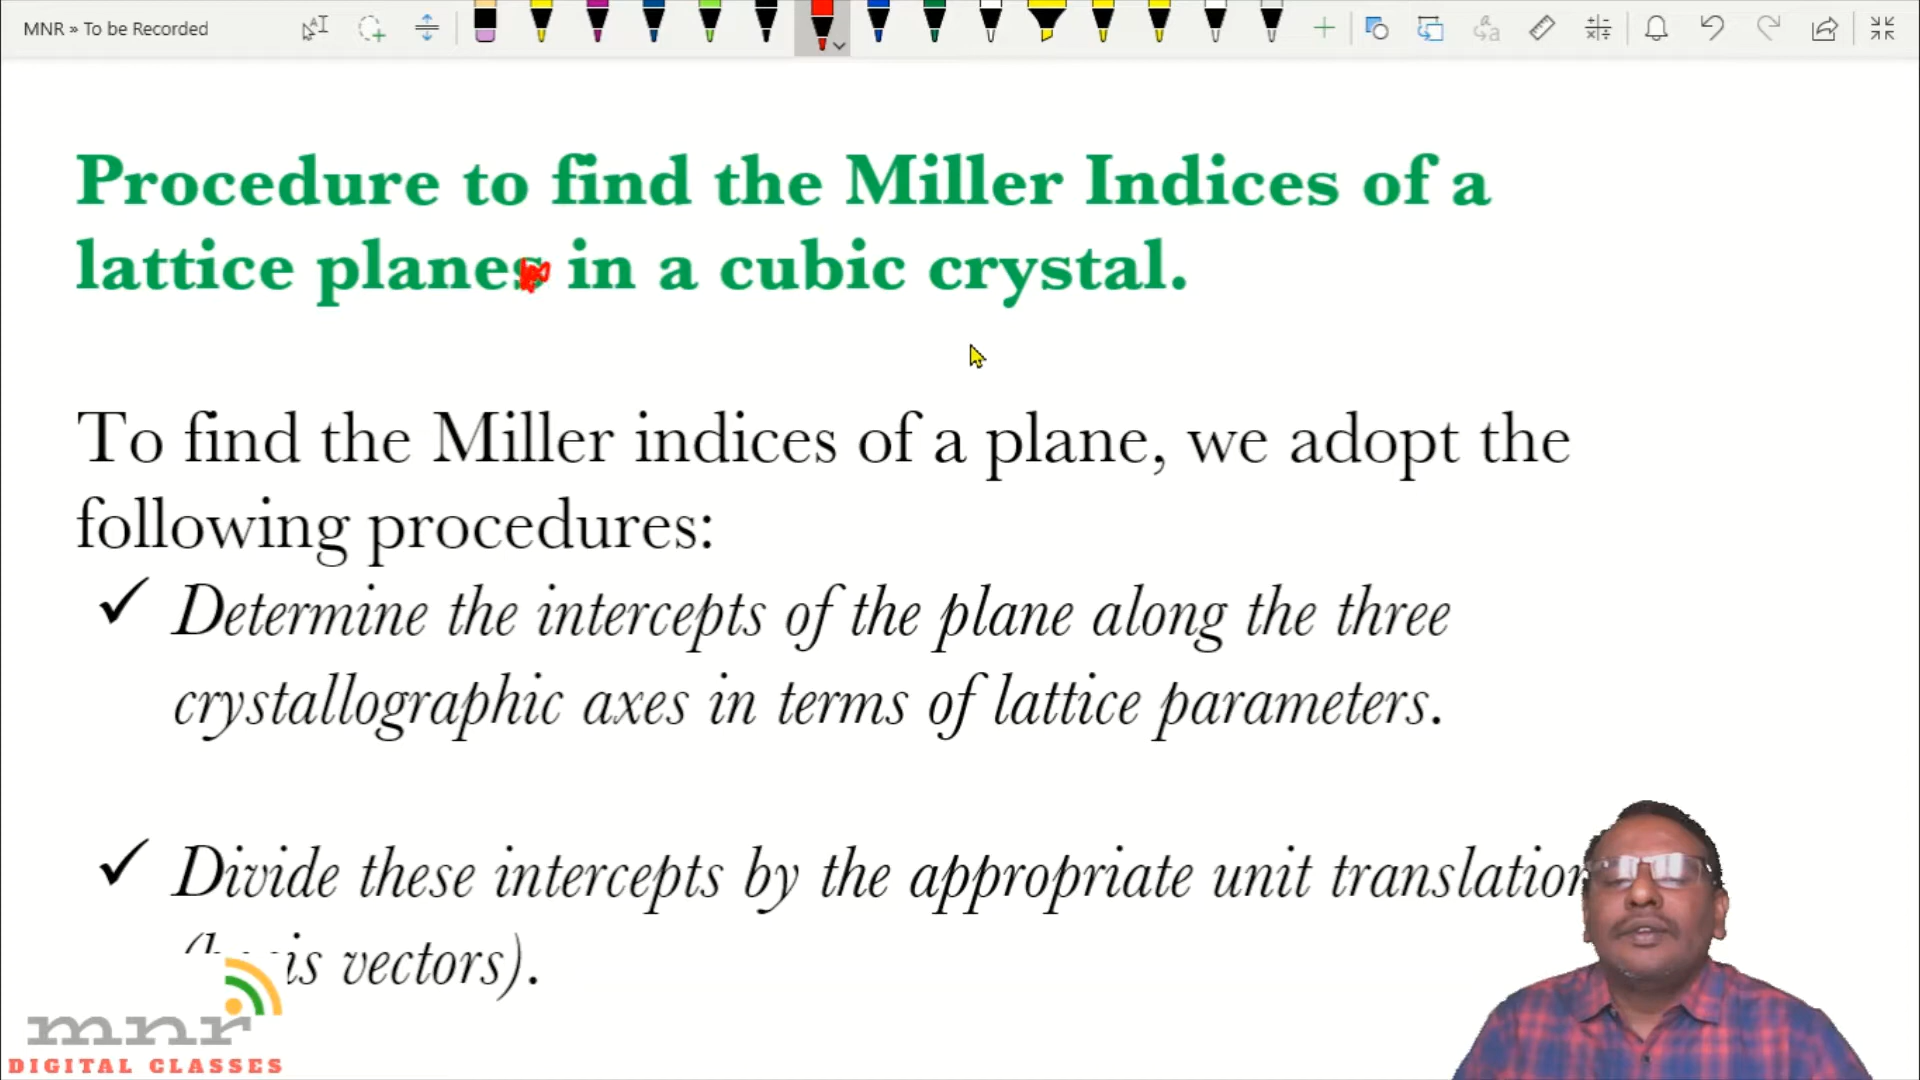 MNR » To be Recorded
Procedure to find the Miller Indices of a
lattice planes in a cubic crystal.
To find the Miller indices of a plane, we adopt the
following procedures:
✓ Determine the intercepts of the plane along the three
crystallographic axes in terms of lattice parameters.
✓ Divide these intercepts by the appropriate unit translation
vectors).
mnr
DIGITAL CLASSES